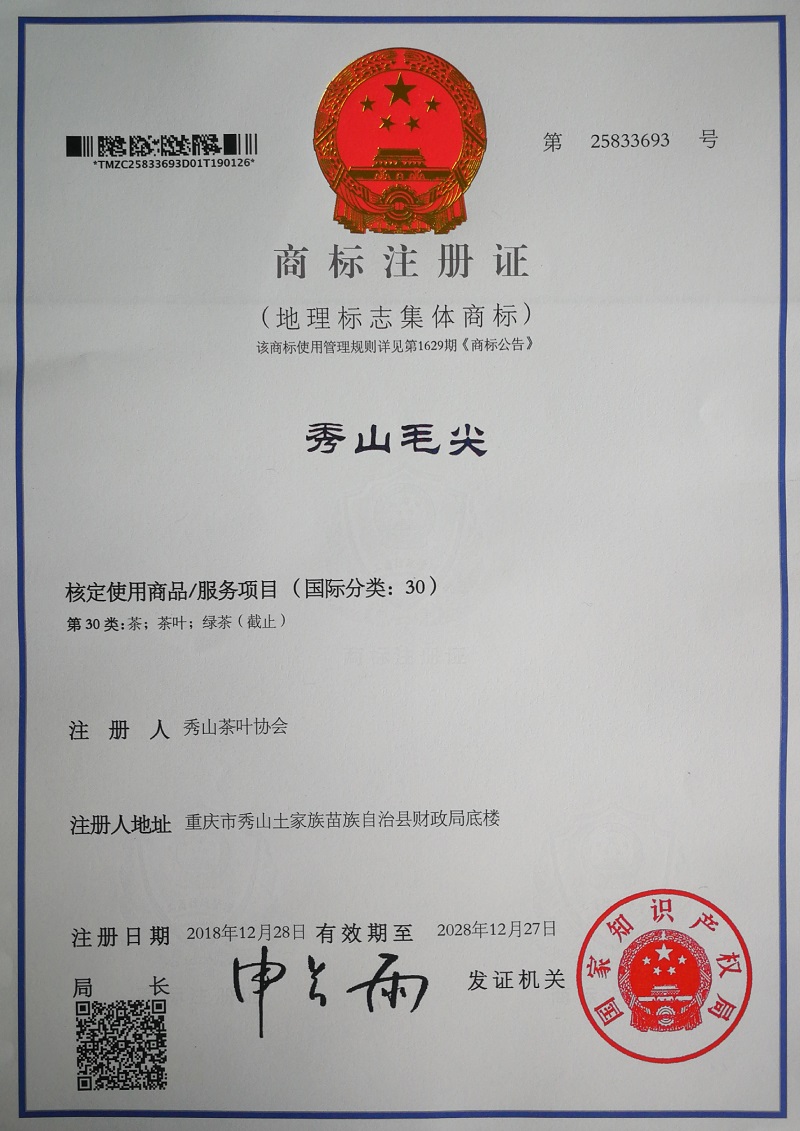 *TMZC25833693D01T190126*
第 25833693 号
商标注册证
(地理标志集体商标)
该商标使用管理规则详见第1629期《商标公告》
秀山毛尖
核定使用商品/服务项目（国际分类：30）
第 30 类:茶；茶叶；绿茶（截止）
注 册 人 秀山茶叶协会
注册人地址 重庆市秀山土家族苗族自治县财政局底楼
注册日期 2018年12月28日 有效期至 2028年12月27日
局 长 申长雨 发证机关
国家知识产权局